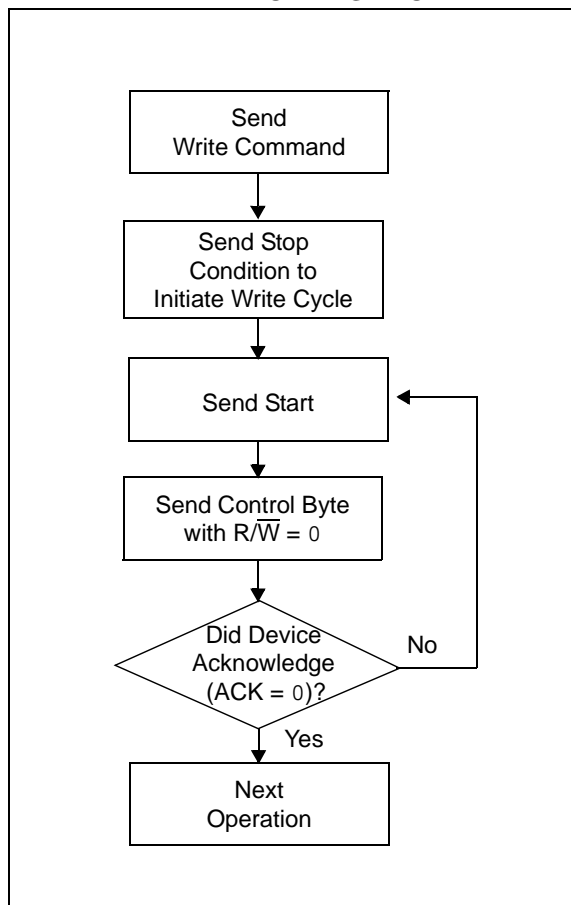 Send
Write Command
Send Stop
Condition to
Initiate Write Cycle
Send Start
Send Control Byte
with R/W̅ = 0
Did Device
Acknowledge
(ACK = 0)?
No
Yes
Next
Operation